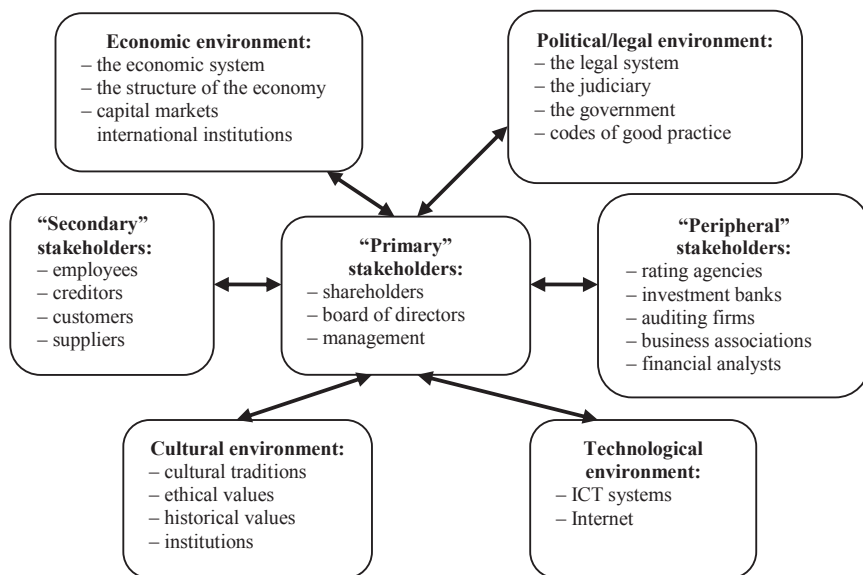 Economic environment:
– the economic system
– the structure of the economy
– capital markets
international institutions
Political/legal environment:
– the legal system
– the judiciary
– the government
– codes of good practice
“Secondary”
stakeholders:
– employees
– creditors
– customers
– suppliers
“Primary”
stakeholders:
– shareholders
– board of directors
– management
“Peripheral”
stakeholders:
– rating agencies
– investment banks
– auditing firms
– business associations
– financial analysts
Cultural environment:
– cultural traditions
– ethical values
– historical values
– institutions
Technological
environment:
– ICT systems
– Internet